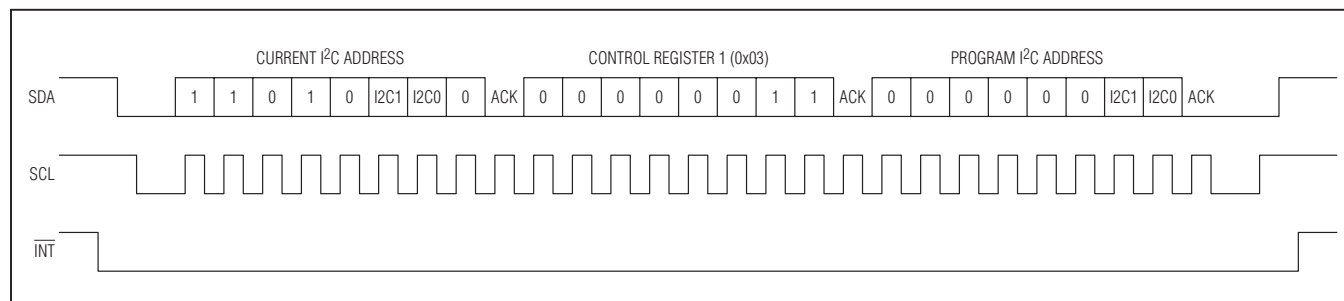 CURRENT I²C ADDRESS CONTROL REGISTER 1 (0x03) PROGRAM I²C ADDRESS
SDA 1 1 0 1 0 I2C1 I2C0 0 ACK 0 0 0 0 0 0 1 1 ACK 0 0 0 0 0 0 I2C1 I2C0 ACK
SCL
I̅N̅T̅